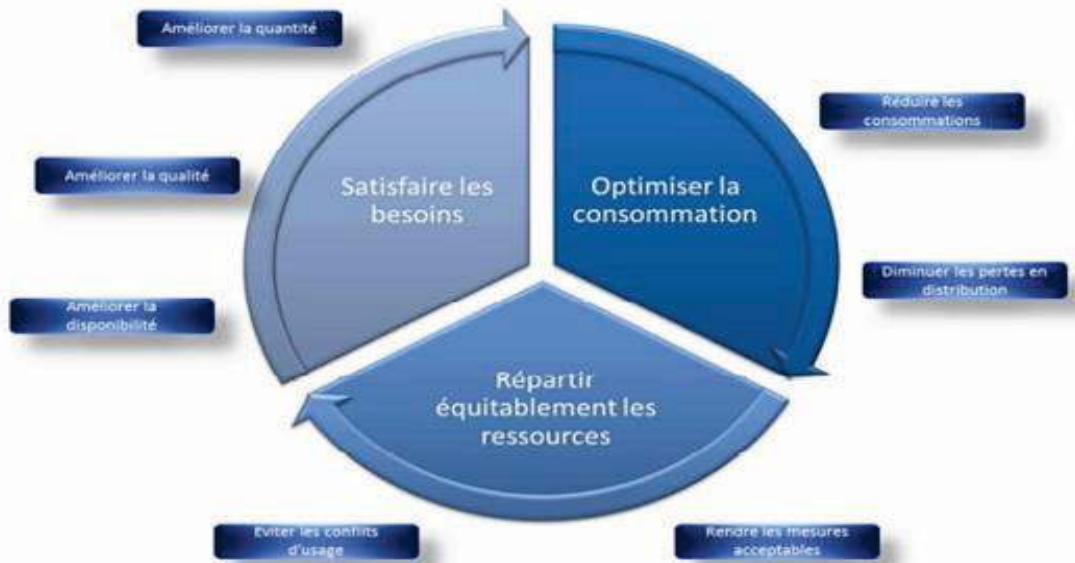 Améliorer la quantité
Améliorer la qualité
Améliorer la
disponibilité
Satisfaire les
besoins
Optimiser la
consommation
Réduire les
consommations
Diminuer les pertes en
distribution
Répartir
équitablement les
ressources
Eviter les conflits
d'usage
Rendre les mesures
acceptables